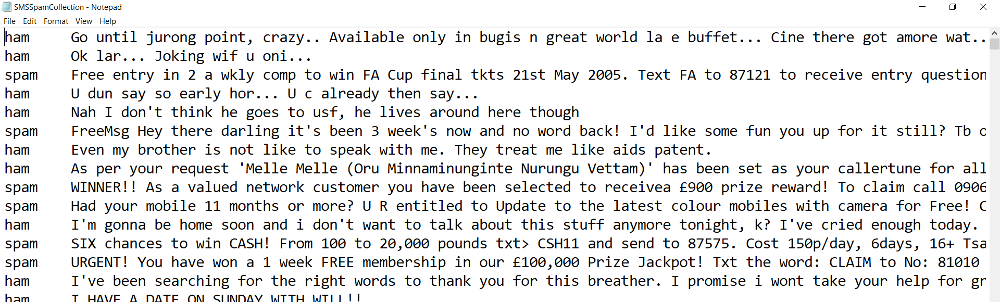 SMSSpamCollection - Notepad
File Edit Format View Help
ham Go until jurong point, crazy.. Available only in bugis n great world la e buffet... Cine there got amore wat..
ham Ok lar... Joking wif u oni...
spam Free entry in 2 a wkly comp to win FA Cup final tkts 21st May 2005. Text FA to 87121 to receive entry question
ham U dun say so early hor... U c already then say...
ham Nah I don't think he goes to usf, he lives around here though
spam FreeMsg Hey there darling it's been 3 week's now and no word back! I'd like some fun you up for it still? Tb o
ham Even my brother is not like to speak with me. They treat me like aids patent.
ham As per your request 'Melle Melle (Oru Minnaminunginte Nurungu Vettam)' has been set as your callertune for all
spam WINNER!! As a valued network customer you have been selected to receivea £900 prize reward! To claim call 0906
spam Had your mobile 11 months or more? U R entitled to Update to the latest colour mobiles with camera for Free! C
ham I'm gonna be home soon and i don't want to talk about this stuff anymore tonight, k? I've cried enough today.
spam SIX chances to win CASH! From 100 to 20,000 pounds txt> CSH11 and send to 87575. Cost 150p/day, 6days, 16+ Tsa
spam URGENT! You have won a 1 week FREE membership in our £100,000 Prize Jackpot! Txt the word: CLAIM to No: 81010
ham I've been searching for the right words to thank you for this breather. I promise i wont take your help for gr
ham I HAVE A DATE ON SUNDAY WITH WILL!!